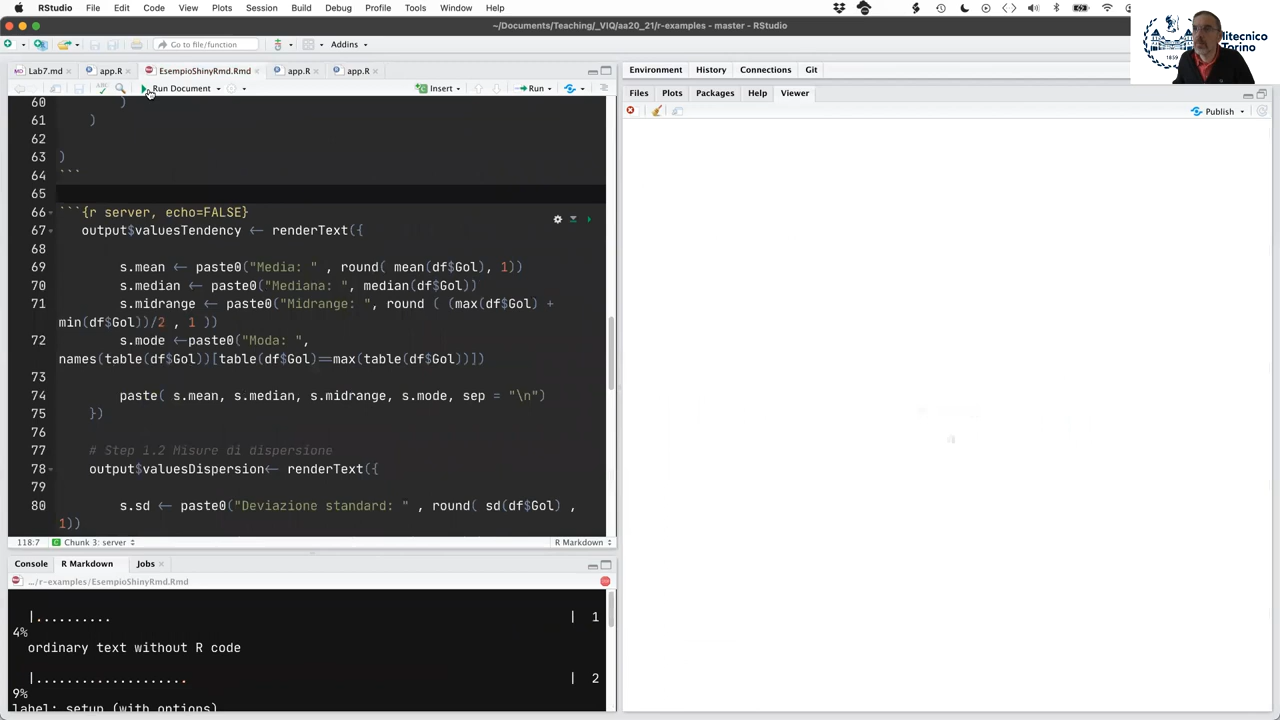 RStudio File Edit Code View Plots Session Build Debug Profile Tools Window Help
~/Documents/Teaching/_VIQ/aa20_21/r-examples - master - RStudio
Go to file/function Addins
Lab7.md app.R EsempioShinyRmd.Rmd app.R app.R
Run Document Insert Run
60 )
61 )
62
63 )
64 ```
65
66 ```{r server, echo=FALSE}
67 output$valuesTendency <- renderText({
68
69 s.mean <- paste0("Media: " , round( mean(df$Gol), 1))
70 s.median <- paste0("Mediana: ", median(df$Gol))
71 s.midrange <- paste0("Midrange: ", round ( (max(df$Gol) +
min(df$Gol))/2 , 1 ))
72 s.mode <-paste0("Moda: ",
names(table(df$Gol))[table(df$Gol)==max(table(df$Gol))])
73
74 paste( s.mean, s.median, s.midrange, s.mode, sep = "\n")
75 })
76
77 # Step 1.2 Misure di dispersione
78 output$valuesDispersion<- renderText({
79
80 s.sd <- paste0("Deviazione standard: " , round( sd(df$Gol) ,
1))
118:7 Chunk 3: server R Markdown
Console R Markdown Jobs
.../r-examples/EsempioShinyRmd.Rmd
|.......... | 1
4%
ordinary text without R code
|................... | 2
9%
label: setup (with options)
Environment History Connections Git
Files Plots Packages Help Viewer
Publish
litecnico
Torino
1859